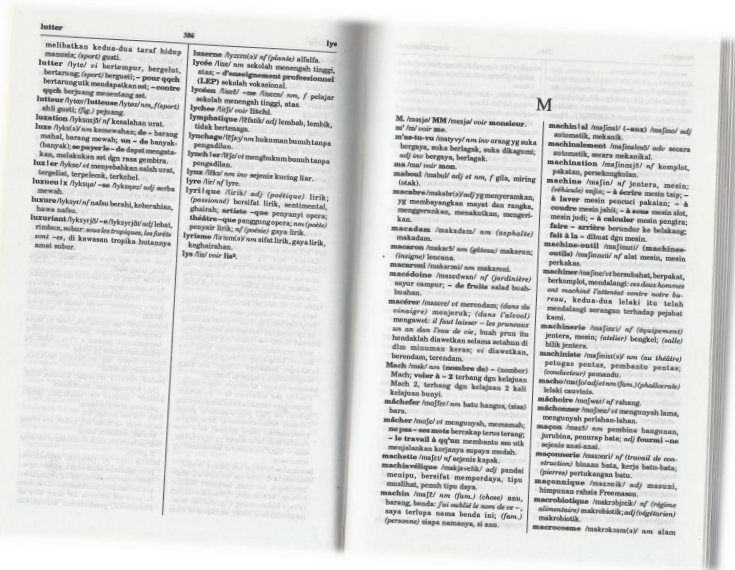 lutter
386
lys
melibatkan kedua-dua taraf hidup
manusia; (sport) gusti.
lutter /lyte/ vi bertempur, bergelut,
bertarung; (sport) bergusti; – pour qqch
bertarung utk mendapatkan sst; – contre
qqch berjuang menentang sst.
lutteur /lytœr/ lutteuse /lytøz/ nm, f (sport)
ahli gusti; (fig.) pejuang.
luxation /lyksɑsjɔ̃/ nf kesalahan urat.
luxe /lyks(ə)/ nm kemewahan; de – barang
mahal, barang mewah; un – de banyak-
(banyak); se payer le – de dapat mengata-
kan, melakukan sst dgn rasa gembira.
luxer /lykse/ vt menyebabkan salah urat,
tergeliat, terpelecok, terkehel.
luxueux /lyksɥø/ –se /lyksɥøz/ adj serba
mewah.
luxure /lyksyr/ nf nafsu berahi, keberahian,
hawa nafsu.
luxuriant /lyksyrjɑ̃/ –e /lyksyrjɑ̃t/ adj lebat,
rimbun, subur: sous les tropiques, les forêts
sont –es, di kawasan tropika hutannya
amat subur.
luzerne /lyzɛrn(ə)/ nf (plante) alfalfa.
lycée /lise/ nm sekolah menengah tinggi,
atas; – d'enseignement professionnel
(LEP) sekolah vokasional.
lycéen /liseɛ̃/ –ne /liseɛn/ nm, f pelajar
sekolah menengah tinggi, atas.
lychee /litʃi/ voir litchi.
lymphatique /lɛ̃fatik/ adj lembab, lembik,
tidak bertenaga.
lynchage /lɛ̃ʃaʒ/ nm hukuman bunuh tanpa
pengadilan.
lyncher /lɛ̃ʃe/ vt menghukum bunuh tanpa
pengadilan.
lynx /lɛ̃ks/ nm inv sejenis kucing liar.
lyre /lir/ nf lyre.
lyrique /lirik/ adj (poétique) lirik;
(passionné) bersifat lirik, sentimental,
ghairah; artiste –que penyanyi opera;
théâtre –que panggung opera; nm (poète)
penyair lirik; nf (poésie) gaya lirik.
lyrisme /lirism(ə)/ nm sifat lirik, gaya lirik,
keghairahan.
lys /lis/ voir lis².
M
M. /məsjø/ MM /mesjø/ voir monsieur.
m' /m/ voir me.
m'as-tu-vu /matyvy/ nm inv orang yg suka
bergaya, suka berlagak, suka dikagumi;
adj inv bergaya, berlagak.
ma /ma/ voir mon.
maboul /mabul/ adj et nm, f gila, miring
(otak).
macabre /makabr(ə)/ adj yg menyeramkan,
yg membayangkan mayat dan rangka,
menggerunkan, menakutkan, mengeri-
kan.
macadam /makadam/ nm (asphalte)
makadam.
macaron /makarɔ̃/ nm (gâteau) makaron;
(insigne) lencana.
macaroni /makarɔni/ nm makaroni.
macédoine /masedwan/ nf (jardinière)
sayur campur; – de fruits salad buah-
buahan.
macérer /masere/ vt merendam; (dans du
vinaigre) menjeruk; (dans l'alcool)
mengawet: il faut laisser – les pruneaux
un an dans l'eau de vie, buah prun itu
hendaklah diawetkan selama setahun di
dlm minuman keras; vi diawetkan,
berendam, terendam.
Mach /mak/ nm (nombre de) – (nombor)
Mach; voler à – 2 terbang dgn kelajuan
Mach 2, terbang dgn kelajuan 2 kali
kelajuan bunyi.
mâchefer /maʃfɛr/ nm batu hangus, (sisa)
bara.
mâcher /maʃe/ vt mengunyah, memamah;
ne pas – ses mots bercakap terus terang;
– le travail à qq'un membantu sso utk
menjalankan kerjanya supaya mudah.
machette /maʃɛt/ nf sejenis kapak.
machiavélique /makjavelik/ adj pandai
menipu, bersifat memperdaya, tipu
muslihat, penuh tipu daya.
machin /maʃɛ̃/ nm (fam.) (chose) anu,
barang, benda: j'ai oublié le nom de ce –,
saya terlupa nama benda ini; (fam.)
(personne) siapa namanya, si anu.
machinal /maʃinal/ (–aux) /maʃino/ adj
automatik, mekanik.
machinalement /maʃinalmɑ̃/ adv secara
automatik, secara mekanikal.
machination /maʃinɑsjɔ̃/ nf komplot,
pakatan, persekongkolan.
machine /maʃin/ nf jentera, mesin;
(véhicule) enjin; – à écrire mesin taip; –
à laver mesin pencuci pakaian; – à
coudre mesin jahit; – à sous mesin slot,
mesin judi; – à calculer mesin pengira;
faire – arrière berundur ke belakang;
fait à la – dibuat dgn mesin.
machine-outil /maʃinuti/ (machines-
outils) /maʃinzuti/ nf alat mesin, mesin
perkakas.
machiner /maʃine/ vt bersubahat, berpakat,
berkomplot, mendalangi: ces deux hommes
ont machiné l'attentat contre notre bu-
reau, kedua-dua lelaki itu telah
mendalangi serangan terhadap pejabat
kami.
machinerie /maʃinri/ nf (équipement)
jentera, mesin; (atelier) bengkel; (salle)
bilik jentera.
machiniste /maʃinist(ə)/ nm (au théâtre)
petugas pentas, pembantu pentas;
(conducteur) pemandu.
macho /matʃo/ adj et nm (fam.) (phallocrate)
lelaki cauvinis.
mâchoire /maʃwar/ nf rahang.
mâchonner /maʃɔne/ vt mengunyah lama,
mengunyah perlahan-lahan.
maçon /masɔ̃/ nm pembina bangunan,
jurubina, penurap batu; adj fourmi –ne
sejenis anai-anai.
maçonnerie /masɔnri/ nf (travail de con-
struction) binaan batu, kerja batu-bata;
(pierres) pertukangan batu.
maçonnique /masɔnik/ adj masuni,
himpunan rahsia Freemason.
macrobiotique /makrɔbjɔtik/ nf (régime
alimentaire) makrobiotik; adj (végétarien)
makrobiotik.
macrocosme /makrɔkɔsm(ə)/ nm alam